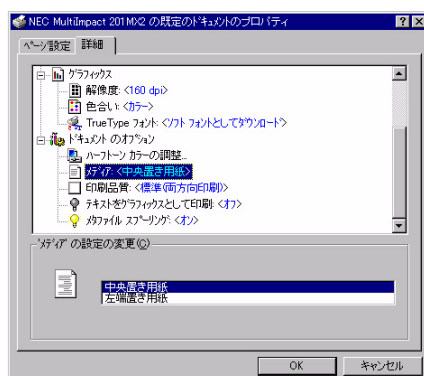 NEC MultiImpact 201MX2 の既定のドキュメントのプロパティ
ページ設定 詳細
グラフィックス
解像度: <160 dpi>
色合い: <カラー>
TrueType フォント: <ソフト フォントとしてダウンロード>
ドキュメント のオプション
ハーフトーン カラーの調整...
メディア: <中央置き用紙>
印刷品質: <標準(両方向印刷)>
テキストをグラフィックスとして印刷: <オフ>
メタファイル スプーリング: <オン>
'メディア' の設定の変更(C)
中央置き用紙
左端置き用紙
OK キャンセル